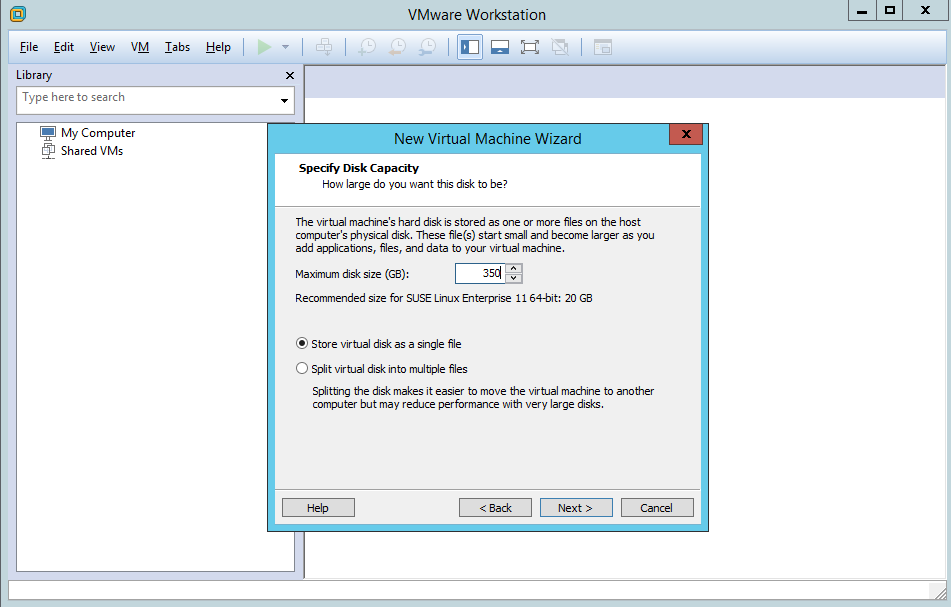 VMware Workstation
File Edit View VM Tabs Help
Library
Type here to search
My Computer
Shared VMs
New Virtual Machine Wizard
Specify Disk Capacity
How large do you want this disk to be?
The virtual machine's hard disk is stored as one or more files on the host
computer's physical disk. These file(s) start small and become larger as you
add applications, files, and data to your virtual machine.
Maximum disk size (GB): 350
Recommended size for SUSE Linux Enterprise 11 64-bit: 20 GB
Store virtual disk as a single file
Split virtual disk into multiple files
Splitting the disk makes it easier to move the virtual machine to another
computer but may reduce performance with very large disks.
Help < Back Next > Cancel